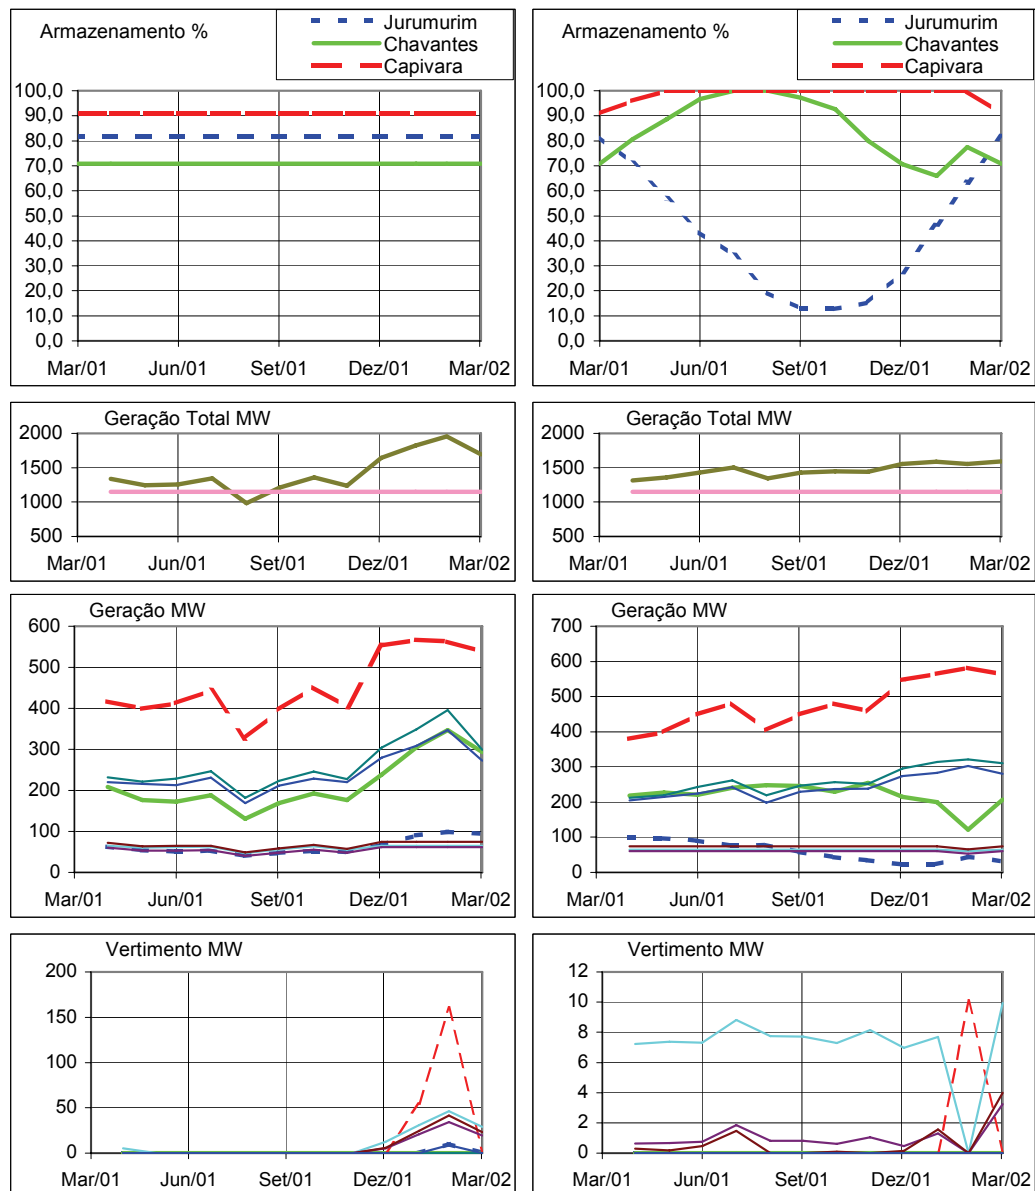 Armazenamento %
Jurumurim
Chavantes
Capivara
100,0
90,0
80,0
70,0
60,0
50,0
40,0
30,0
20,0
10,0
0,0
Mar/01 Jun/01 Set/01 Dez/01 Mar/02
Armazenamento %
Jurumurim
Chavantes
Capivara
100,0
90,0
80,0
70,0
60,0
50,0
40,0
30,0
20,0
10,0
0,0
Mar/01 Jun/01 Set/01 Dez/01 Mar/02
Geração Total MW
2000
1500
1000
500
Mar/01 Jun/01 Set/01 Dez/01 Mar/02
Geração Total MW
2000
1500
1000
500
Mar/01 Jun/01 Set/01 Dez/01 Mar/02
Geração MW
600
500
400
300
200
100
0
Mar/01 Jun/01 Set/01 Dez/01 Mar/02
Geração MW
700
600
500
400
300
200
100
0
Mar/01 Jun/01 Set/01 Dez/01 Mar/02
Vertimento MW
200
150
100
50
0
Mar/01 Jun/01 Set/01 Dez/01 Mar/02
Vertimento MW
12
10
8
6
4
2
0
Mar/01 Jun/01 Set/01 Dez/01 Mar/02